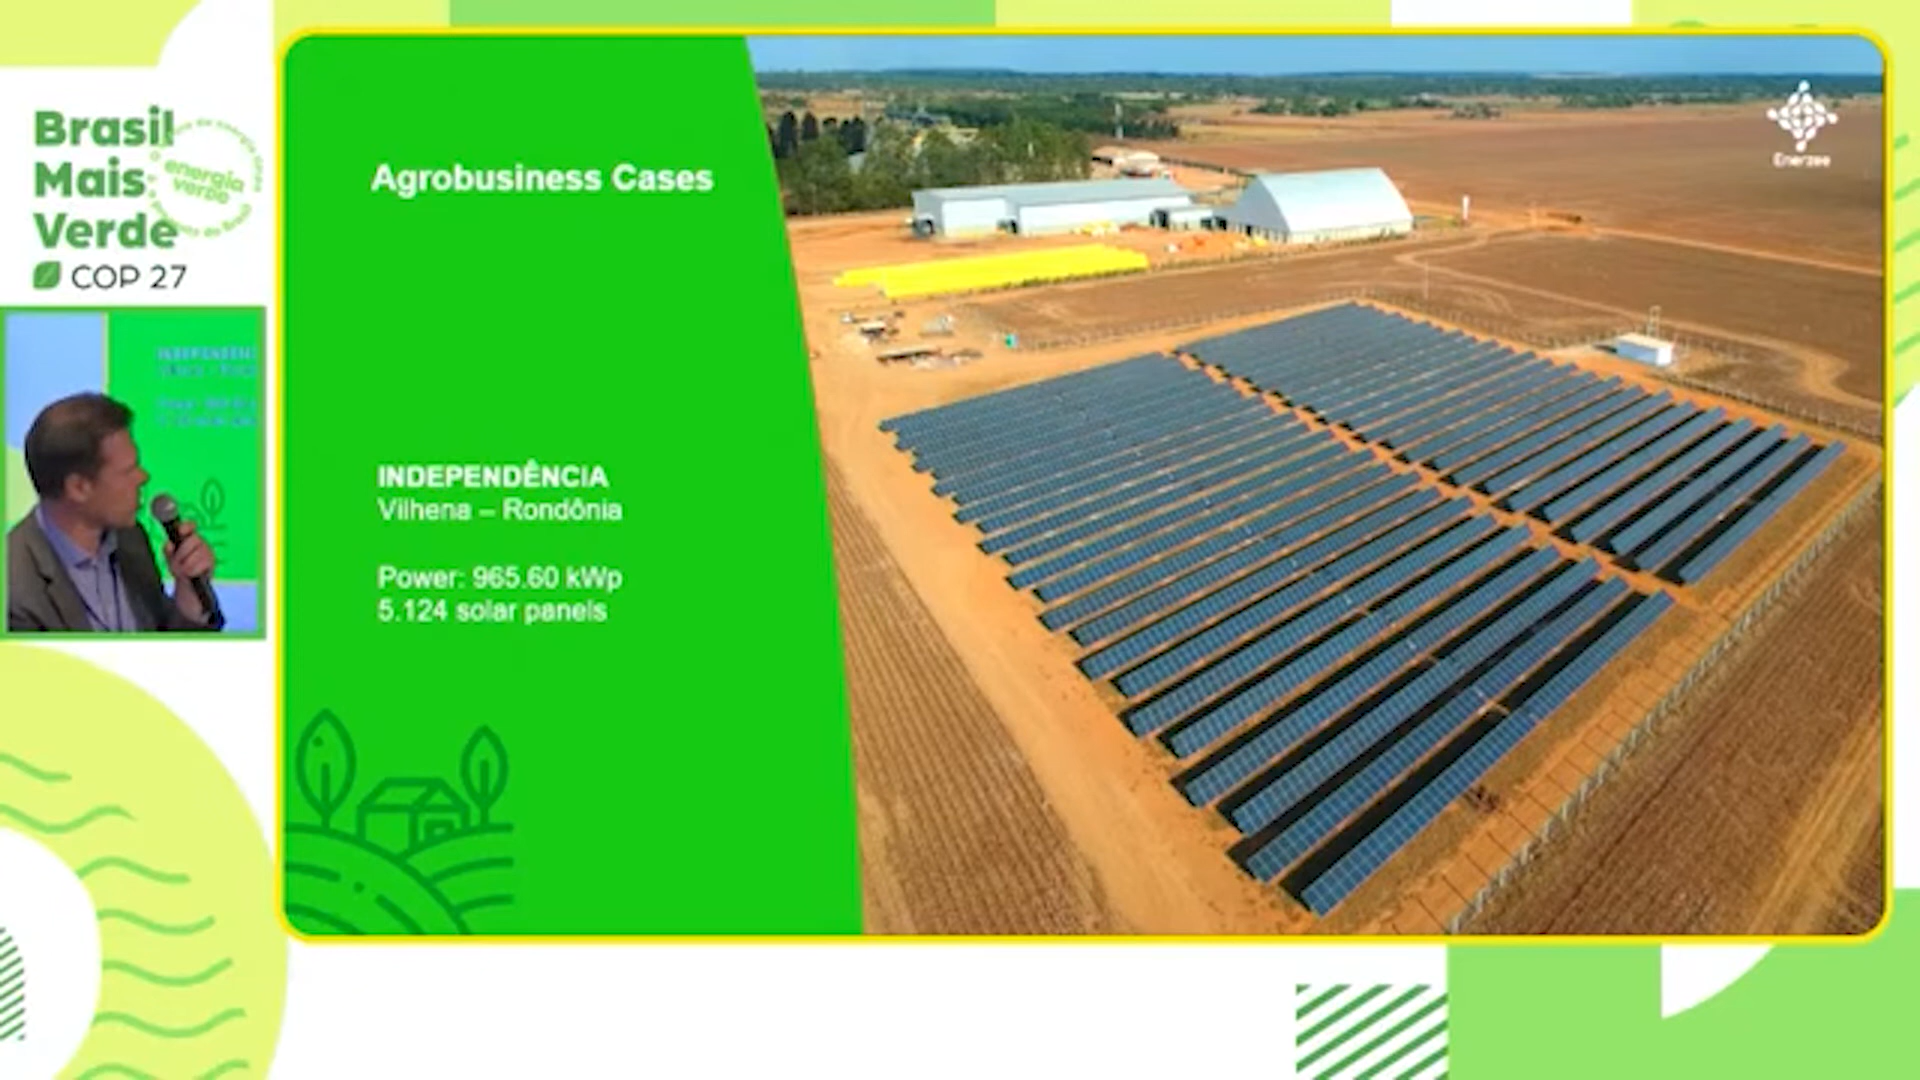 Brasil
Mais
Verde
energia
verde
COP 27
Agrobusiness Cases
INDEPENDÊNCIA
Vilhena – Rondônia
Power: 965.60 kWp
5.124 solar panels
Enerzee